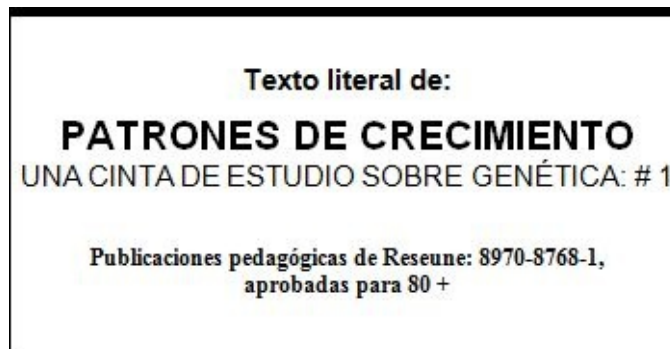 Texto literal de:
PATRONES DE CRECIMIENTO
UNA CINTA DE ESTUDIO SOBRE GENÉTICA: # 1
Publicaciones pedagógicas de Reseune: 8970-8768-1,
aprobadas para 80 +